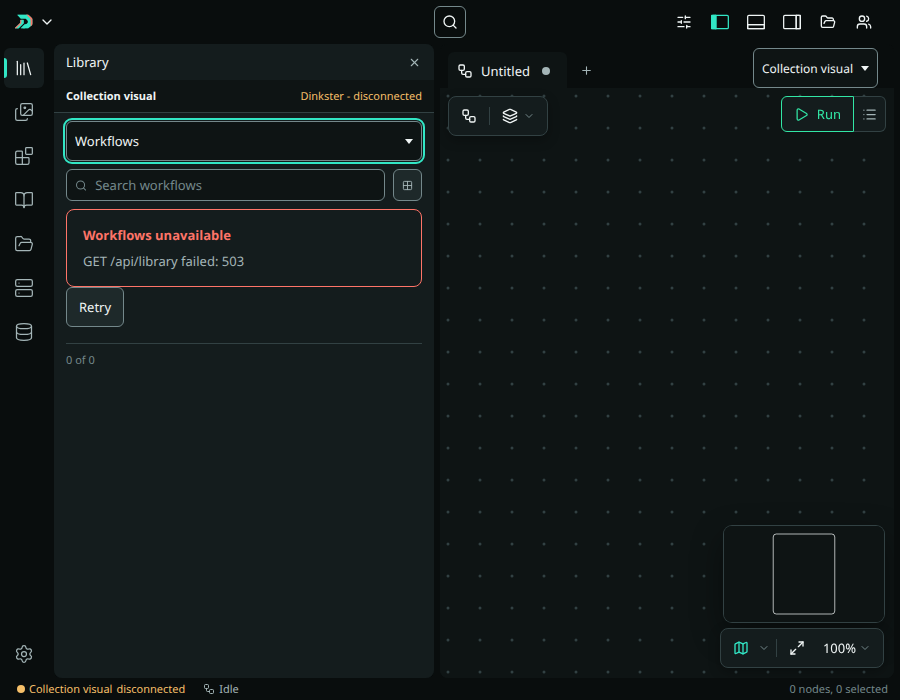 Library
Collection visual
Dinkster - disconnected
Workflows
Search workflows
Workflows unavailable
GET /api/library failed: 503
Retry
0 of 0
Untitled
Collection visual
Run
100%
Collection visual disconnected
Idle
0 nodes, 0 selected